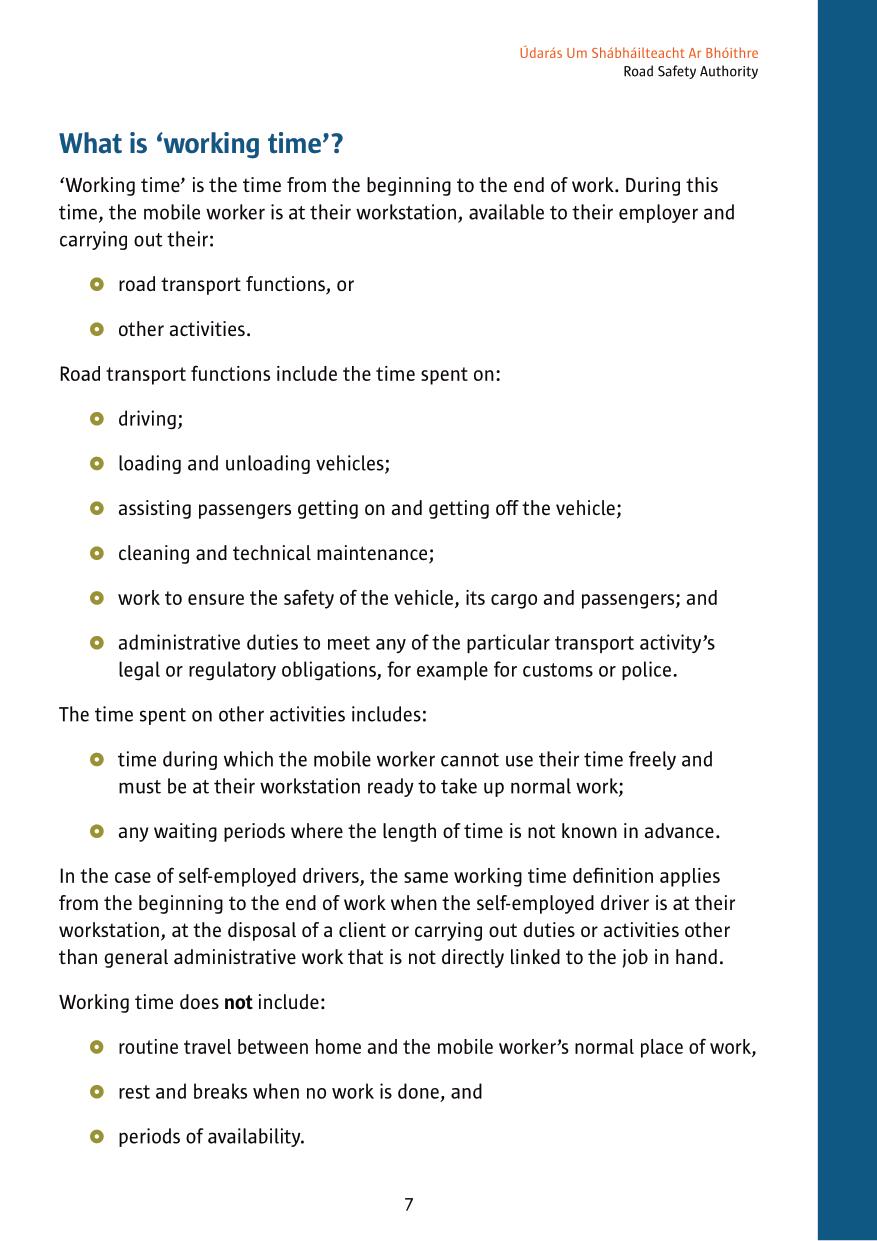 Údarás Um Shábháilteacht Ar Bhóithre
Road Safety Authority
What is ‘working time’?
‘Working time’ is the time from the beginning to the end of work. During this
time, the mobile worker is at their workstation, available to their employer and
carrying out their:
road transport functions, or
other activities.
Road transport functions include the time spent on:
driving;
loading and unloading vehicles;
assisting passengers getting on and getting off the vehicle;
cleaning and technical maintenance;
work to ensure the safety of the vehicle, its cargo and passengers; and
administrative duties to meet any of the particular transport activity’s
legal or regulatory obligations, for example for customs or police.
The time spent on other activities includes:
time during which the mobile worker cannot use their time freely and
must be at their workstation ready to take up normal work;
any waiting periods where the length of time is not known in advance.
In the case of self-employed drivers, the same working time definition applies
from the beginning to the end of work when the self-employed driver is at their
workstation, at the disposal of a client or carrying out duties or activities other
than general administrative work that is not directly linked to the job in hand.
Working time does not include:
routine travel between home and the mobile worker’s normal place of work,
rest and breaks when no work is done, and
periods of availability.
7